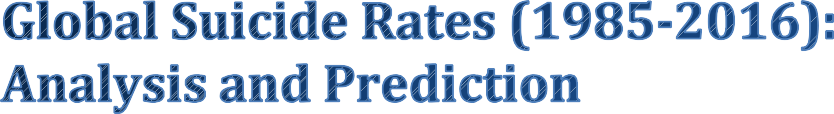 Global Suicide Rates (1985-2016):
Analysis and Prediction